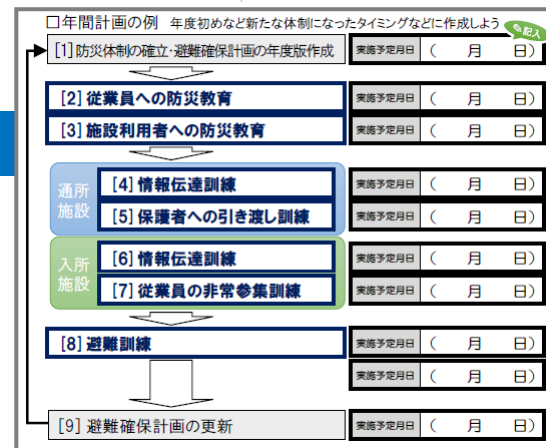 □年間計画の例 年度初めなど新たな体制になったタイミングなどに作成しよう 記入
[1]防災体制の確立・避難確保計画の年度版作成 実施予定月日 ( 月 日)
[2]従業員への防災教育 実施予定月日 ( 月 日)
[3]施設利用者への防災教育 実施予定月日 ( 月 日)
通所施設
[4]情報伝達訓練 実施予定月日 ( 月 日)
[5]保護者への引き渡し訓練 実施予定月日 ( 月 日)
入所施設
[6]情報伝達訓練 実施予定月日 ( 月 日)
[7]従業員の非常参集訓練 実施予定月日 ( 月 日)
[8]避難訓練 実施予定月日 ( 月 日)
実施予定月日 ( 月 日)
[9]避難確保計画の更新 実施予定月日 ( 月 日)